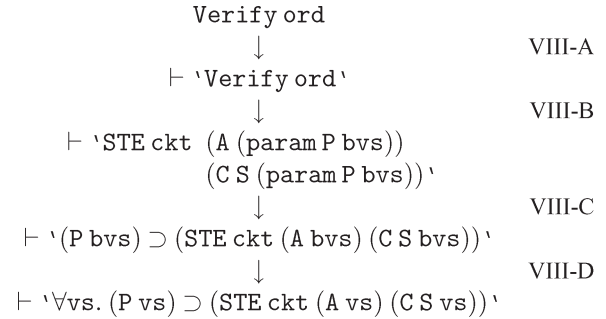 Verify ord
↓ VIII-A
⊢ ‘Verify ord‘
↓ VIII-B
⊢ ‘STE ckt (A (param P bvs))
(C S (param P bvs))‘
↓ VIII-C
⊢ ‘(P bvs) ⊃ (STE ckt (A bvs) (C S bvs))‘
↓ VIII-D
⊢ ‘∀vs. (P vs) ⊃ (STE ckt (A vs) (C S vs))‘